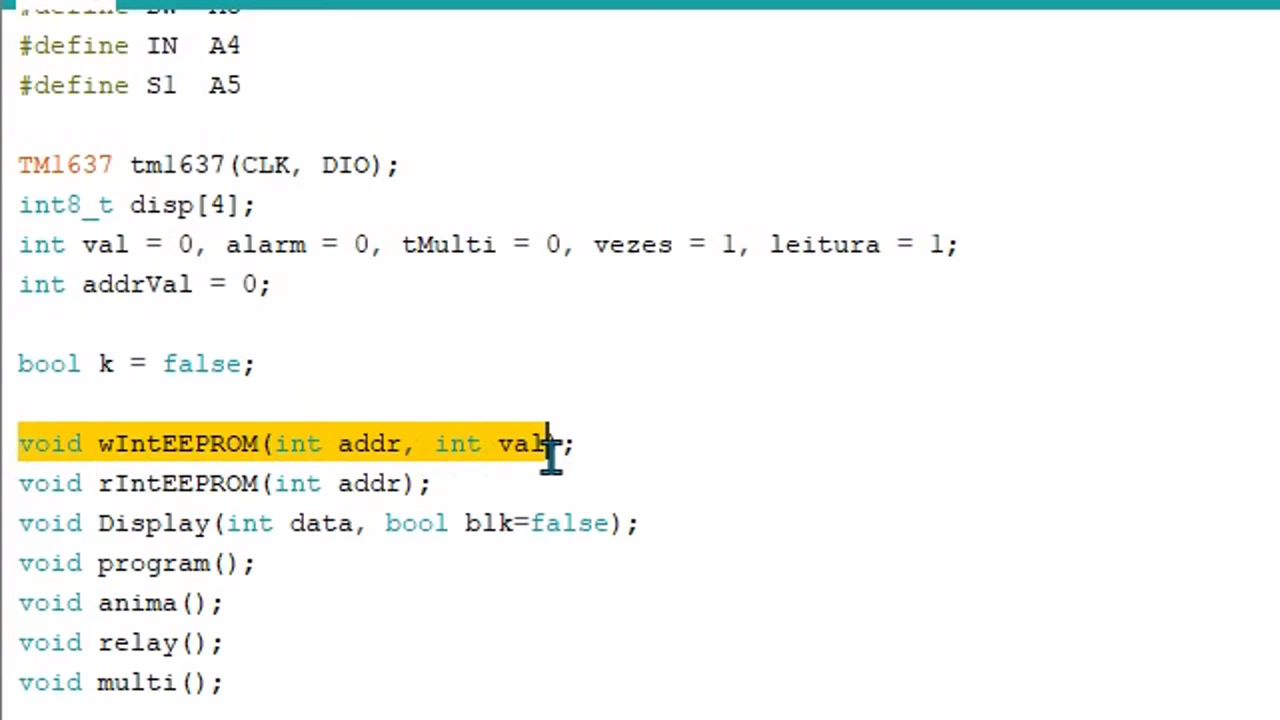 #define IN A4
#define S1 A5
TM1637 tm1637(CLK, DIO);
int8_t disp[4];
int val = 0, alarm = 0, tMulti = 0, vezes = 1, leitura = 1;
int addrVal = 0;
bool k = false;
void wIntEEPROM(int addr, int val);
void rIntEEPROM(int addr);
void Display(int data, bool blk=false);
void program();
void anima();
void relay();
void multi();